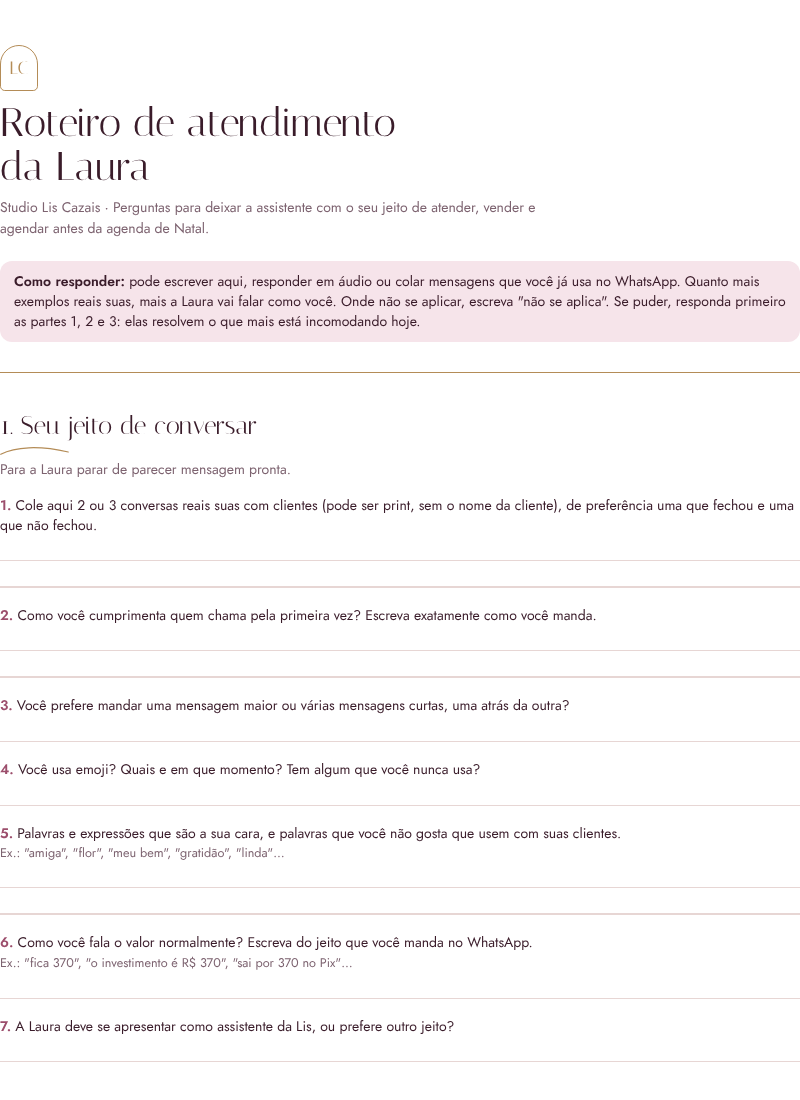 LC
Roteiro de atendimento
da Laura
Studio Lis Cazais · Perguntas para deixar a assistente com o seu jeito de atender, vender e
agendar antes da agenda de Natal.
Como responder: pode escrever aqui, responder em áudio ou colar mensagens que você já usa no WhatsApp. Quanto mais
exemplos reais suas, mais a Laura vai falar como você. Onde não se aplicar, escreva "não se aplica". Se puder, responda primeiro
as partes 1, 2 e 3: elas resolvem o que mais está incomodando hoje.
1. Seu jeito de conversar
Para a Laura parar de parecer mensagem pronta.
1. Cole aqui 2 ou 3 conversas reais suas com clientes (pode ser print, sem o nome da cliente), de preferência uma que fechou e uma
que não fechou.
2. Como você cumprimenta quem chama pela primeira vez? Escreva exatamente como você manda.
3. Você prefere mandar uma mensagem maior ou várias mensagens curtas, uma atrás da outra?
4. Você usa emoji? Quais e em que momento? Tem algum que você nunca usa?
5. Palavras e expressões que são a sua cara, e palavras que você não gosta que usem com suas clientes.
Ex.: "amiga", "flor", "meu bem", "gratidão", "linda"...
6. Como você fala o valor normalmente? Escreva do jeito que você manda no WhatsApp.
Ex.: "fica 370", "o investimento é R$ 370", "sai por 370 no Pix"...
7. A Laura deve se apresentar como assistente da Lis, ou prefere outro jeito?